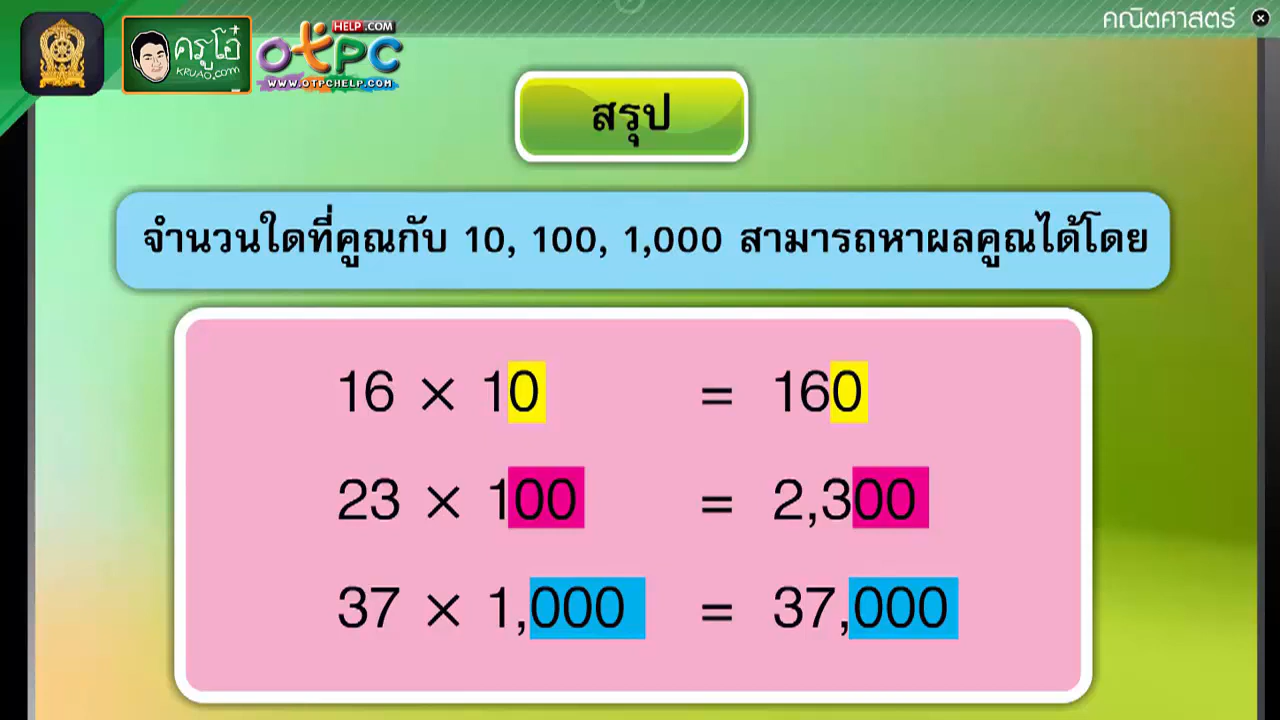 คณิตศาสตร์
ครูโอ๋
KRUAO.COM
HELP.COM
OTPC
WWW.OTPCHELP.COM
สรุป
จำนวนใดที่คูณกับ 10, 100, 1,000 สามารถหาผลคูณได้โดย
16 × 10 = 160
23 × 100 = 2,300
37 × 1,000 = 37,000